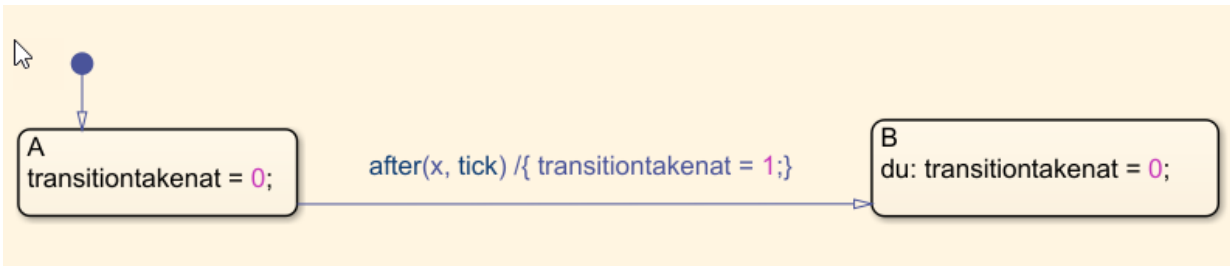 A
transitiontakenat = 0;
after(x, tick) /{ transitiontakenat = 1;}
B
du: transitiontakenat = 0;